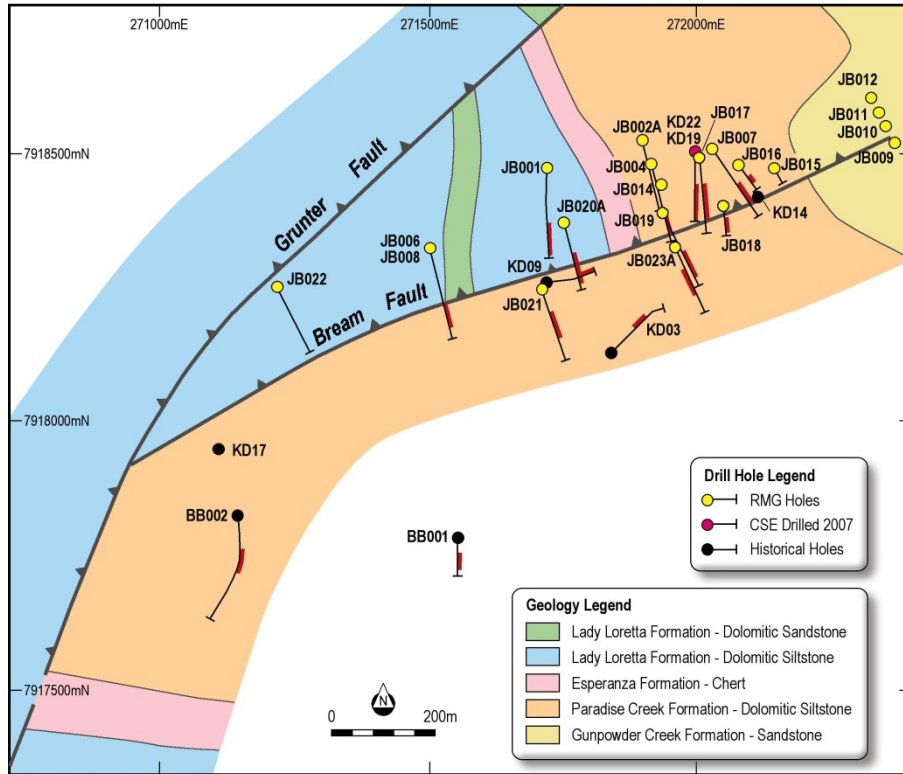 271000mE
271500mE
272000mE
7918500mN
7918000mN
7917500mN
Grunter Fault
Bream Fault
JB012
JB011
JB010
JB009
JB017
KD22
KD19
JB007
JB002A
JB016
JB015
JB004
JB001
JB014
KD14
JB020A
JB019
JB018
JB006
JB008
JB023A
KD09
JB022
JB021
KD03
KD17
BB002
BB001
Drill Hole Legend
RMG Holes
CSE Drilled 2007
Historical Holes
Geology Legend
Lady Loretta Formation - Dolomitic Sandstone
Lady Loretta Formation - Dolomitic Siltstone
Esperanza Formation - Chert
Paradise Creek Formation - Dolomitic Siltstone
Gunpowder Creek Formation - Sandstone
N
0 200m